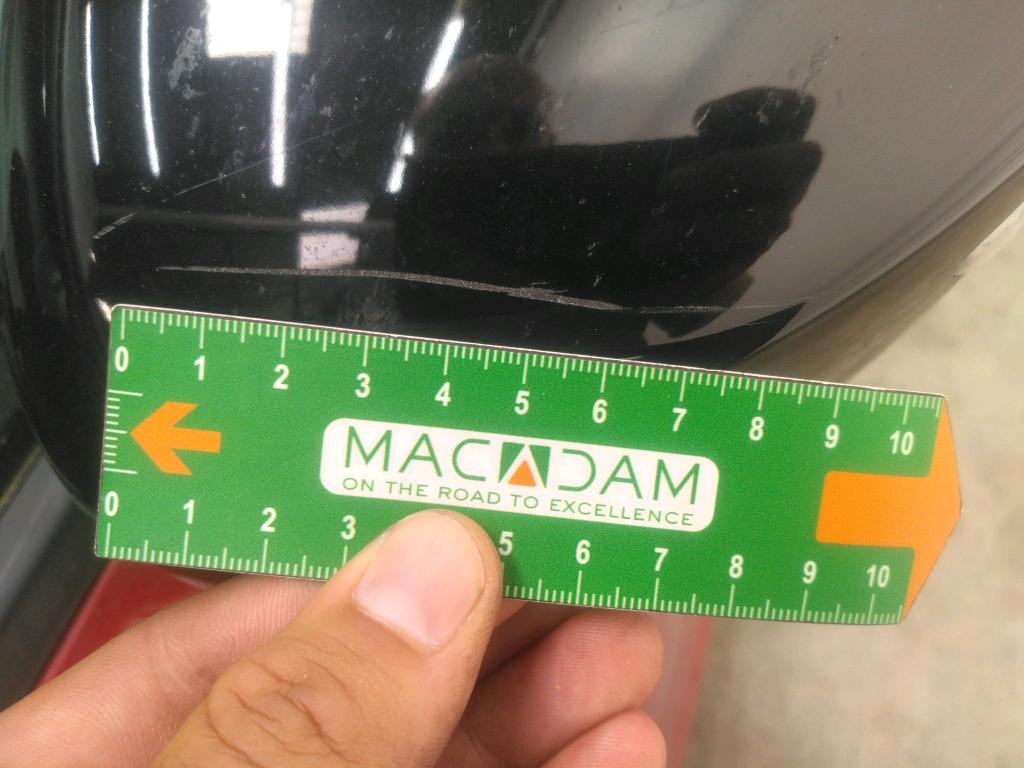 0 1 2 3 4 5 6 7 8 9 10
MACADAM
ON THE ROAD TO EXCELLENCE
0 1 2 3 5 6 7 8 9 10